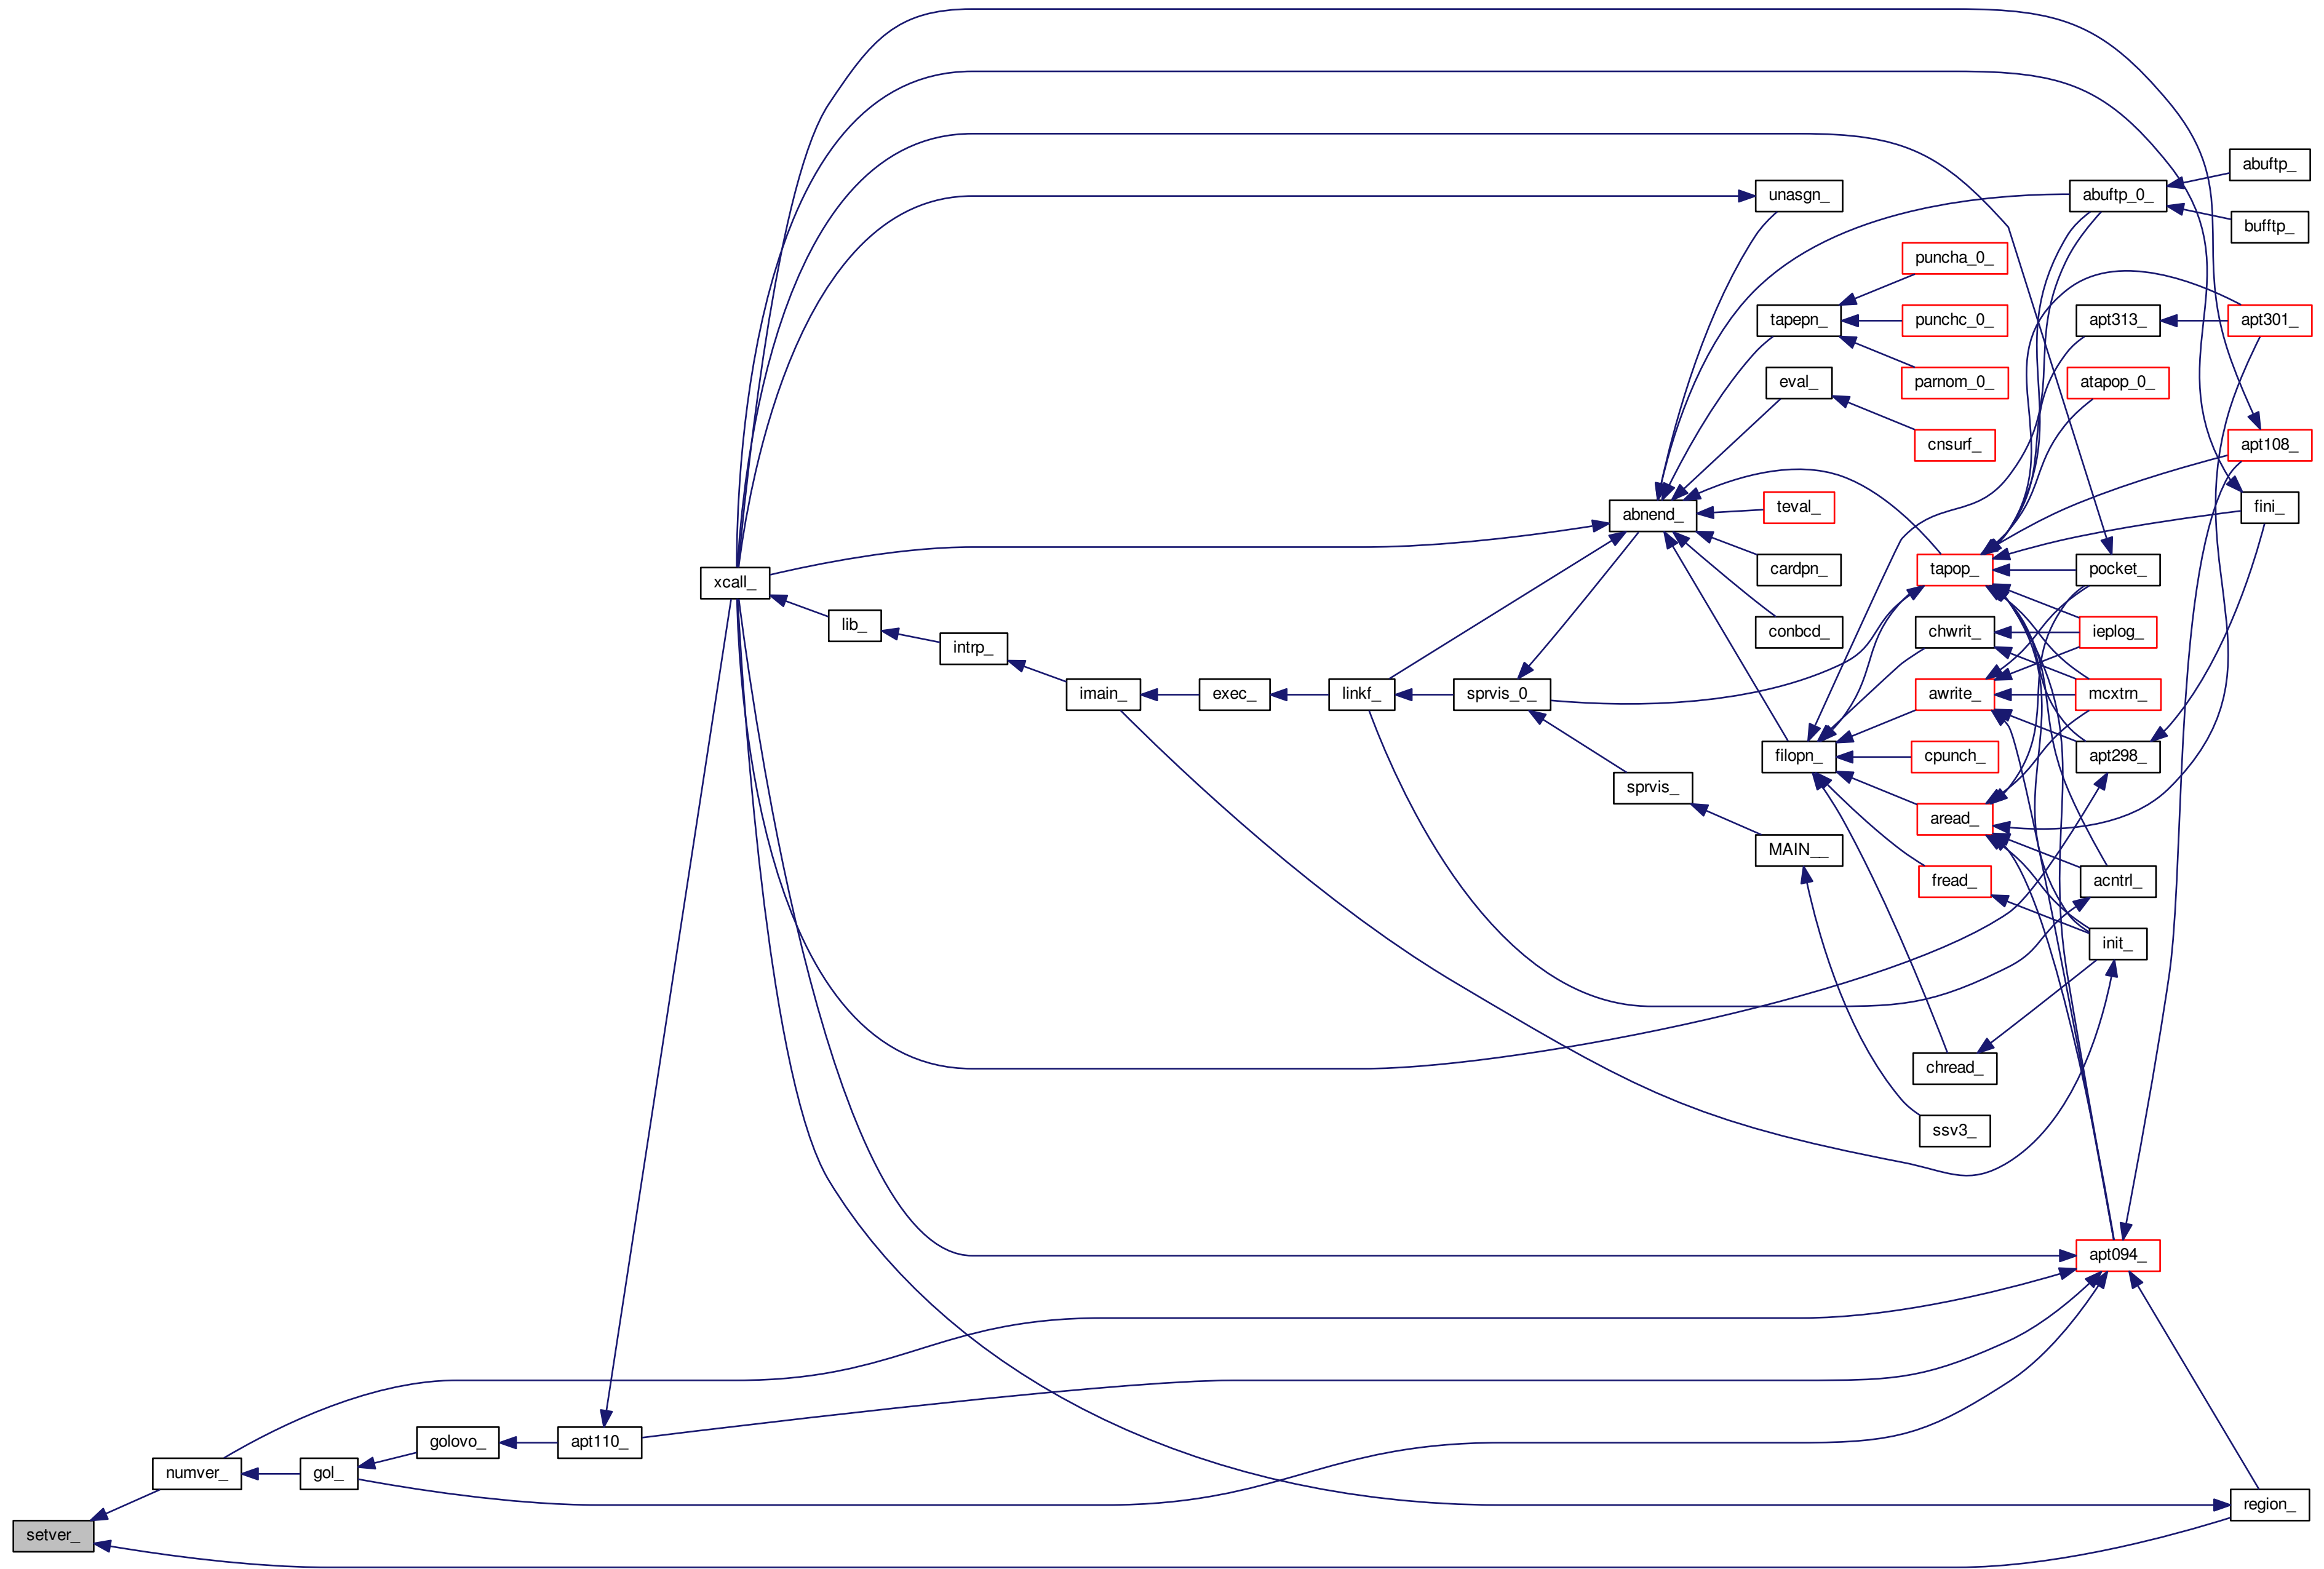 abuftp_
unasgn_
abuftp_0_
bufftp_
puncha_0_
tapepn_
punchc_0_
apt313_
apt301_
eval_
parnom_0_
atapop_0_
cnsurf_
apt108_
abnend_
teval_
fini_
xcall_
cardpn_
tapop_
pocket_
lib_
conbcd_
chwrit_
ieplog_
intrp_
imain_
exec_
linkf_
sprvis_0_
awrite_
mcxtrn_
filopn_
cpunch_
apt298_
sprvis_
aread_
MAIN__
fread_
acntrl_
init_
chread_
ssv3_
apt094_
golovo_
apt110_
numver_
gol_
region_
setver_